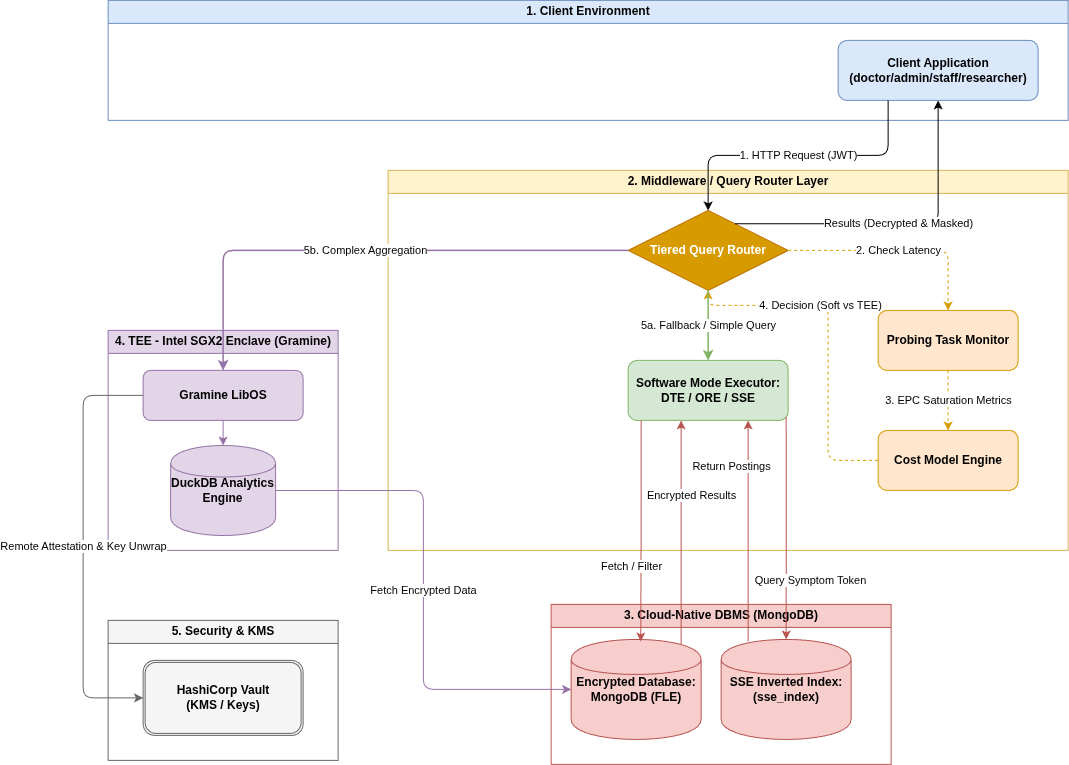 1. Client Environment
Client Application
(doctor/admin/staff/researcher)
1. HTTP Request (JWT)
2. Middleware / Query Router Layer
Results (Decrypted & Masked)
Tiered Query Router
5b. Complex Aggregation
2. Check Latency
4. Decision (Soft vs TEE)
5a. Fallback / Simple Query
4. TEE - Intel SGX2 Enclave (Gramine)
Probing Task Monitor
Gramine LibOS
Software Mode Executor:
DTE / ORE / SSE
3. EPC Saturation Metrics
Cost Model Engine
Return Postings
DuckDB Analytics
Engine
Encrypted Results
Remote Attestation & Key Unwrap
Fetch / Filter
Query Symptom Token
Fetch Encrypted Data
3. Cloud-Native DBMS (MongoDB)
5. Security & KMS
HashiCorp Vault
(KMS / Keys)
Encrypted Database:
MongoDB (FLE)
SSE Inverted Index:
(sse_index)